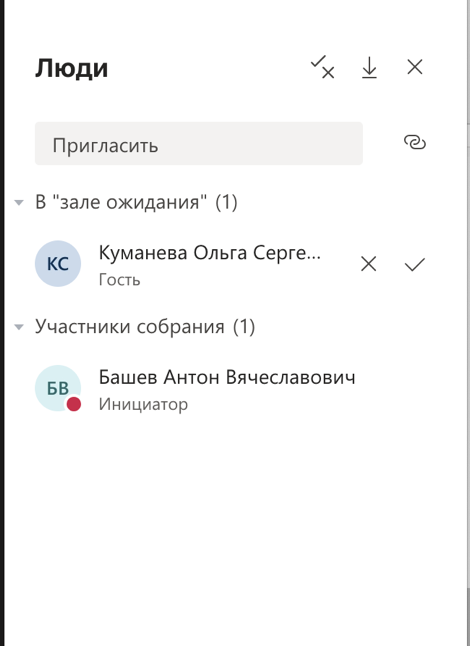 Люди
Пригласить
В "зале ожидания" (1)
КС
Куманева Ольга Серге...
Гость
Участники собрания (1)
БВ
Башев Антон Вячеславович
Инициатор